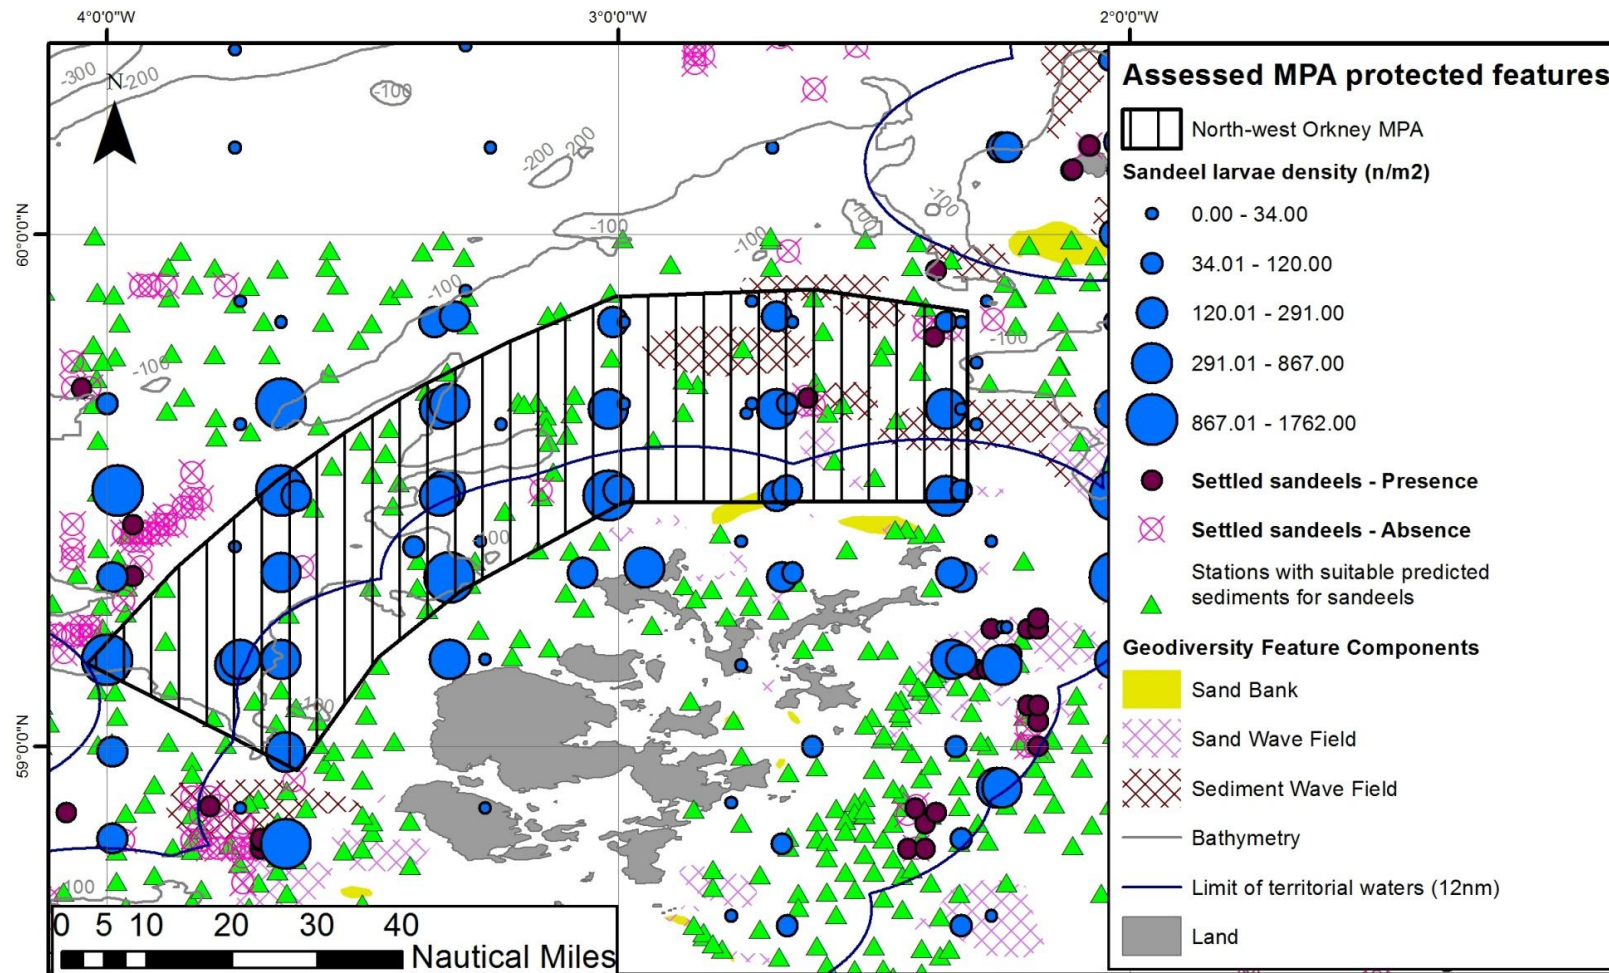 4°0'0"W
3°0'0"W
2°0'0"W
60°0'0"N
59°0'0"N
N
-300
-200
-100
-200
-200
-100
-100
-100
-100
-100
-100
-100
-100
-100
100
Assessed MPA protected features
North-west Orkney MPA
Sandeel larvae density (n/m2)
0.00 - 34.00
34.01 - 120.00
120.01 - 291.00
291.01 - 867.00
867.01 - 1762.00
Settled sandeels - Presence
Settled sandeels - Absence
Stations with suitable predicted
sediments for sandeels
Geodiversity Feature Components
Sand Bank
Sand Wave Field
Sediment Wave Field
Bathymetry
Limit of territorial waters (12nm)
Land
0 5 10 20 30 40
Nautical Miles